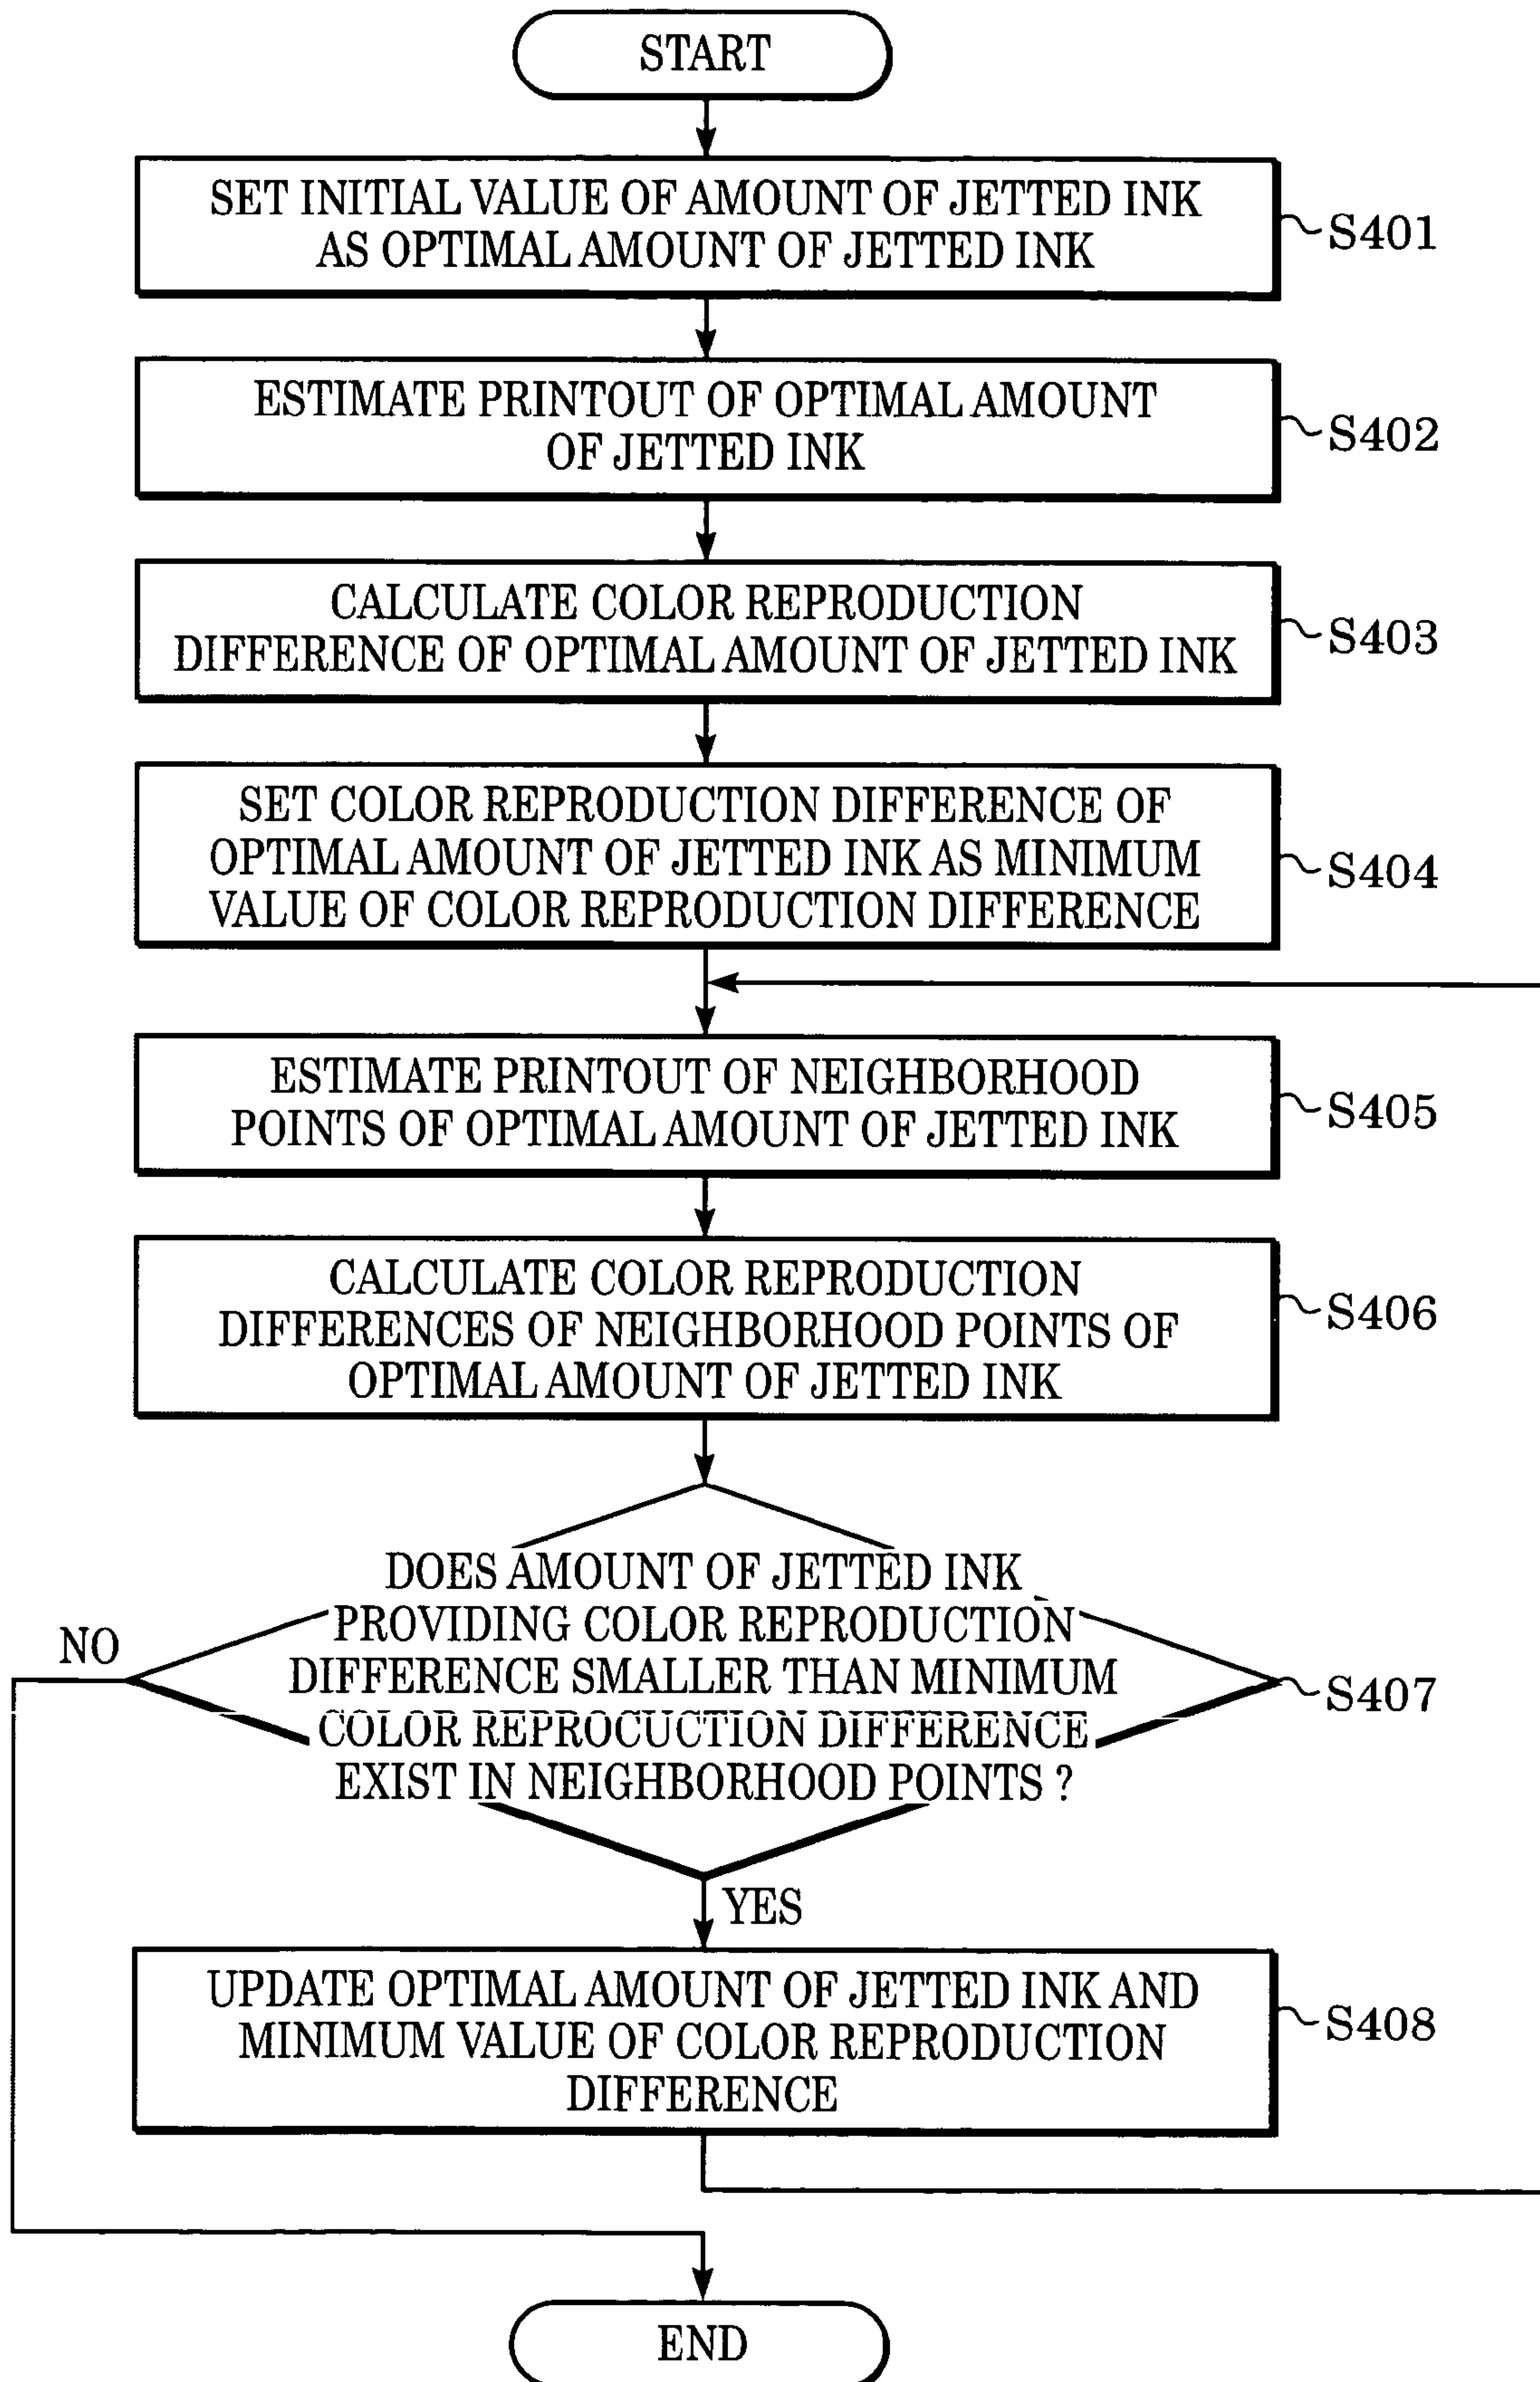 START
SET INITIAL VALUE OF AMOUNT OF JETTED INK
AS OPTIMAL AMOUNT OF JETTED INK
S401
ESTIMATE PRINTOUT OF OPTIMAL AMOUNT
OF JETTED INK
S402
CALCULATE COLOR REPRODUCTION
DIFFERENCE OF OPTIMAL AMOUNT OF JETTED INK
S403
SET COLOR REPRODUCTION DIFFERENCE OF
OPTIMAL AMOUNT OF JETTED INK AS MINIMUM
VALUE OF COLOR REPRODUCTION DIFFERENCE
S404
ESTIMATE PRINTOUT OF NEIGHBORHOOD
POINTS OF OPTIMAL AMOUNT OF JETTED INK
S405
CALCULATE COLOR REPRODUCTION
DIFFERENCES OF NEIGHBORHOOD POINTS OF
OPTIMAL AMOUNT OF JETTED INK
S406
DOES AMOUNT OF JETTED INK
PROVIDING COLOR REPRODUCTION
DIFFERENCE SMALLER THAN MINIMUM
COLOR REPROCUCTION DIFFERENCE
EXIST IN NEIGHBORHOOD POINTS ?
NO
S407
YES
UPDATE OPTIMAL AMOUNT OF JETTED INK AND
MINIMUM VALUE OF COLOR REPRODUCTION
DIFFERENCE
S408
END